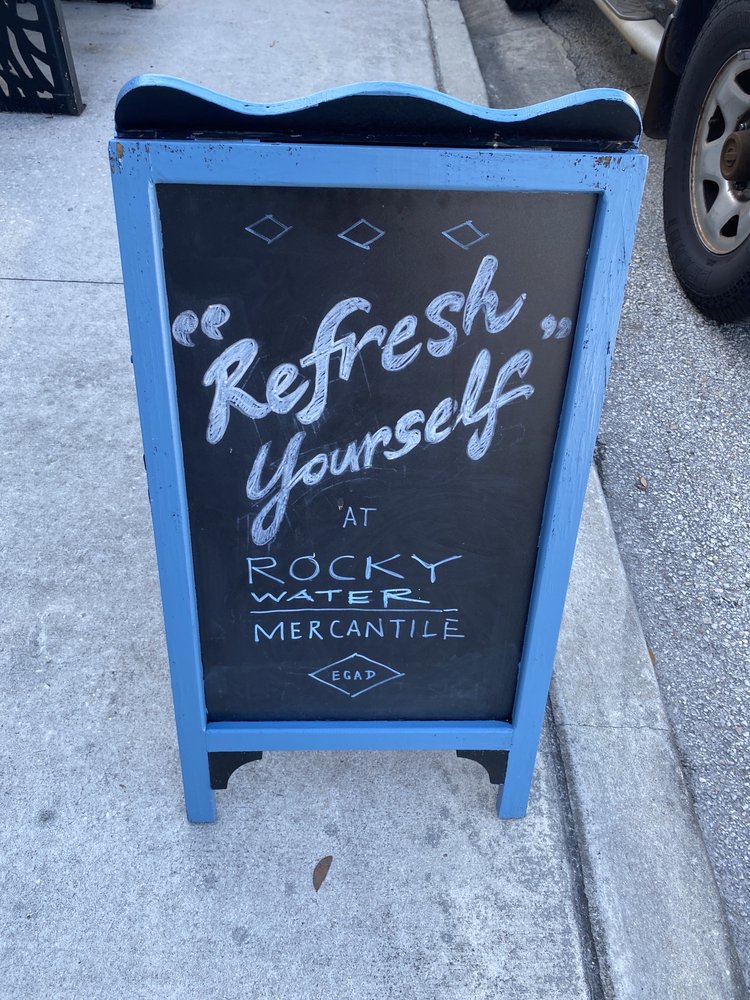 “Refresh
Yourself”
AT
ROCKY
WATER
MERCANTILE
EGAD